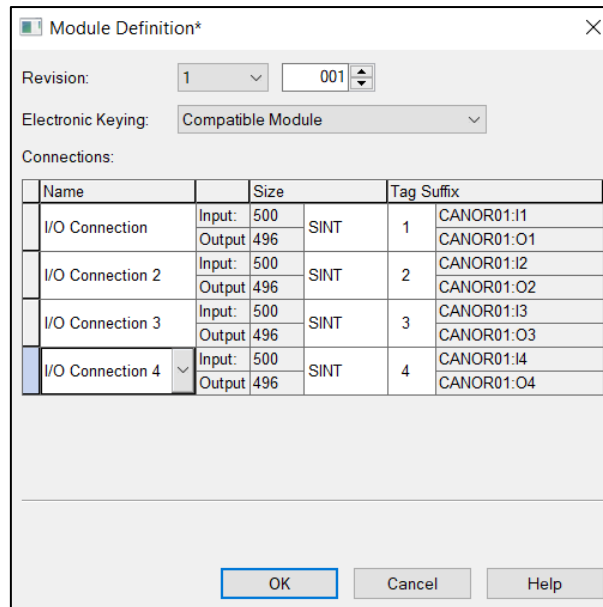 Module Definition*
Revision: 1 001
Electronic Keying: Compatible Module
Connections:
Name Size Tag Suffix
I/O Connection Input: 500 SINT 1 CANOR01:I1
Output 496 CANOR01:O1
I/O Connection 2 Input: 500 SINT 2 CANOR01:I2
Output 496 CANOR01:O2
I/O Connection 3 Input: 500 SINT 3 CANOR01:I3
Output 496 CANOR01:O3
I/O Connection 4 Input: 500 SINT 4 CANOR01:I4
Output 496 CANOR01:O4
OK Cancel Help